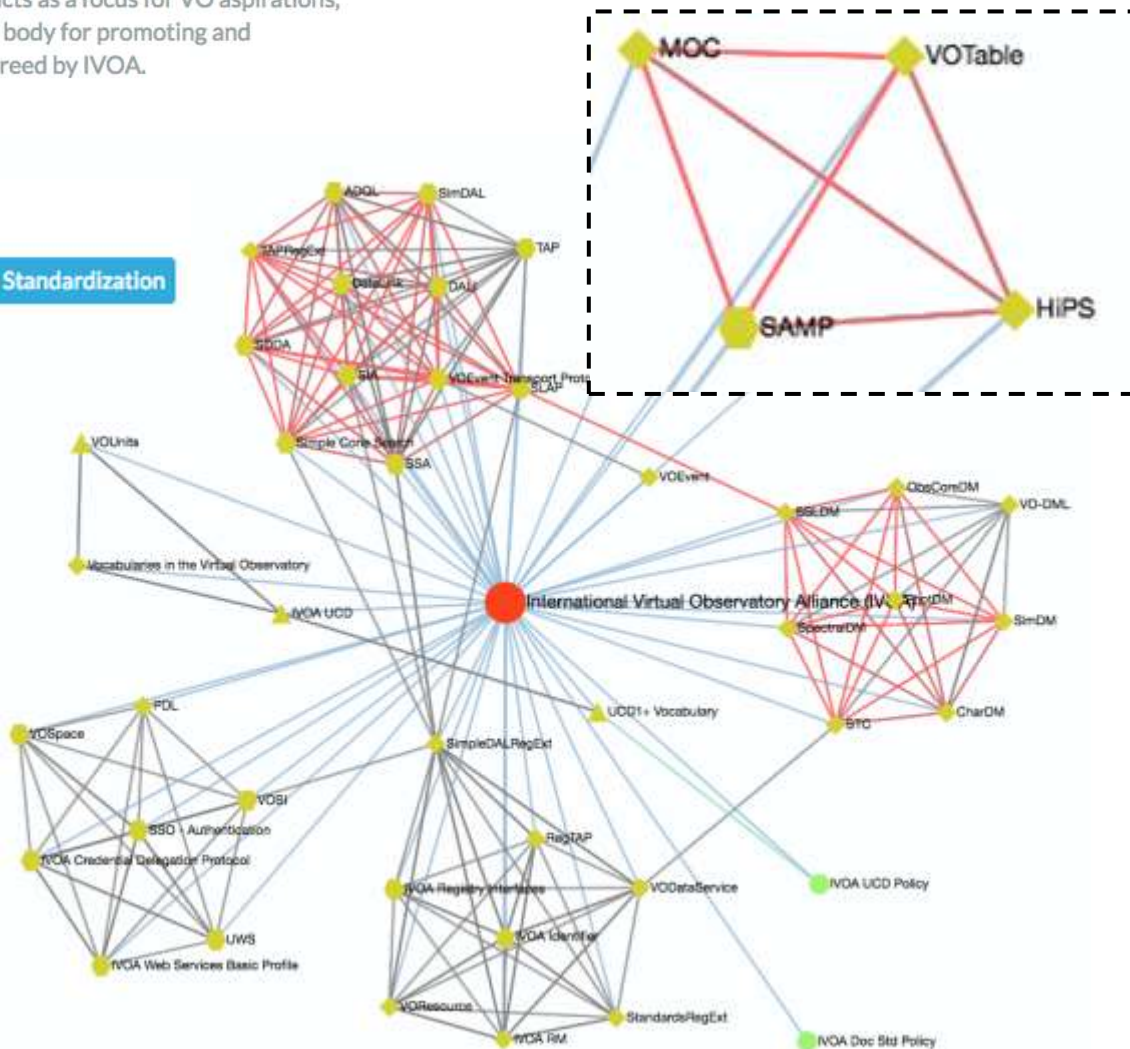 cts as a focus for VO aspirations,
body for promoting and
reed by IVOA.
MOC
VOTable
SAMP
HiPS
ADQL
SimDAL
TAPRegExt
TAP
Standardization
DataLink
DALI
SODA
SIA
VOEvent Transport Proto
SLAP
VOUnits
Simple Cone Search
SSA
VOEvent
ObsCoreDM
VO-DML
SSLDM
Vocabularies in the Virtual Observatory
International Virtual Observatory Alliance (IVOA)
IVOA UCD
SimDM
SpectralDM
PDL
UCD1+ Vocabulary
CharDM
STC
VOSpace
SimpleDALRegExt
VOSI
SSO - Authentication
RegTAP
IVOA Credential Delegation Protocol
IVOA Registry Interfaces
VODataService
IVOA UCD Policy
UWS
IVOA Identifier
IVOA Web Services Basic Profile
VOResource
StandardsRegExt
IVOA RM
IVOA Doc Std Policy